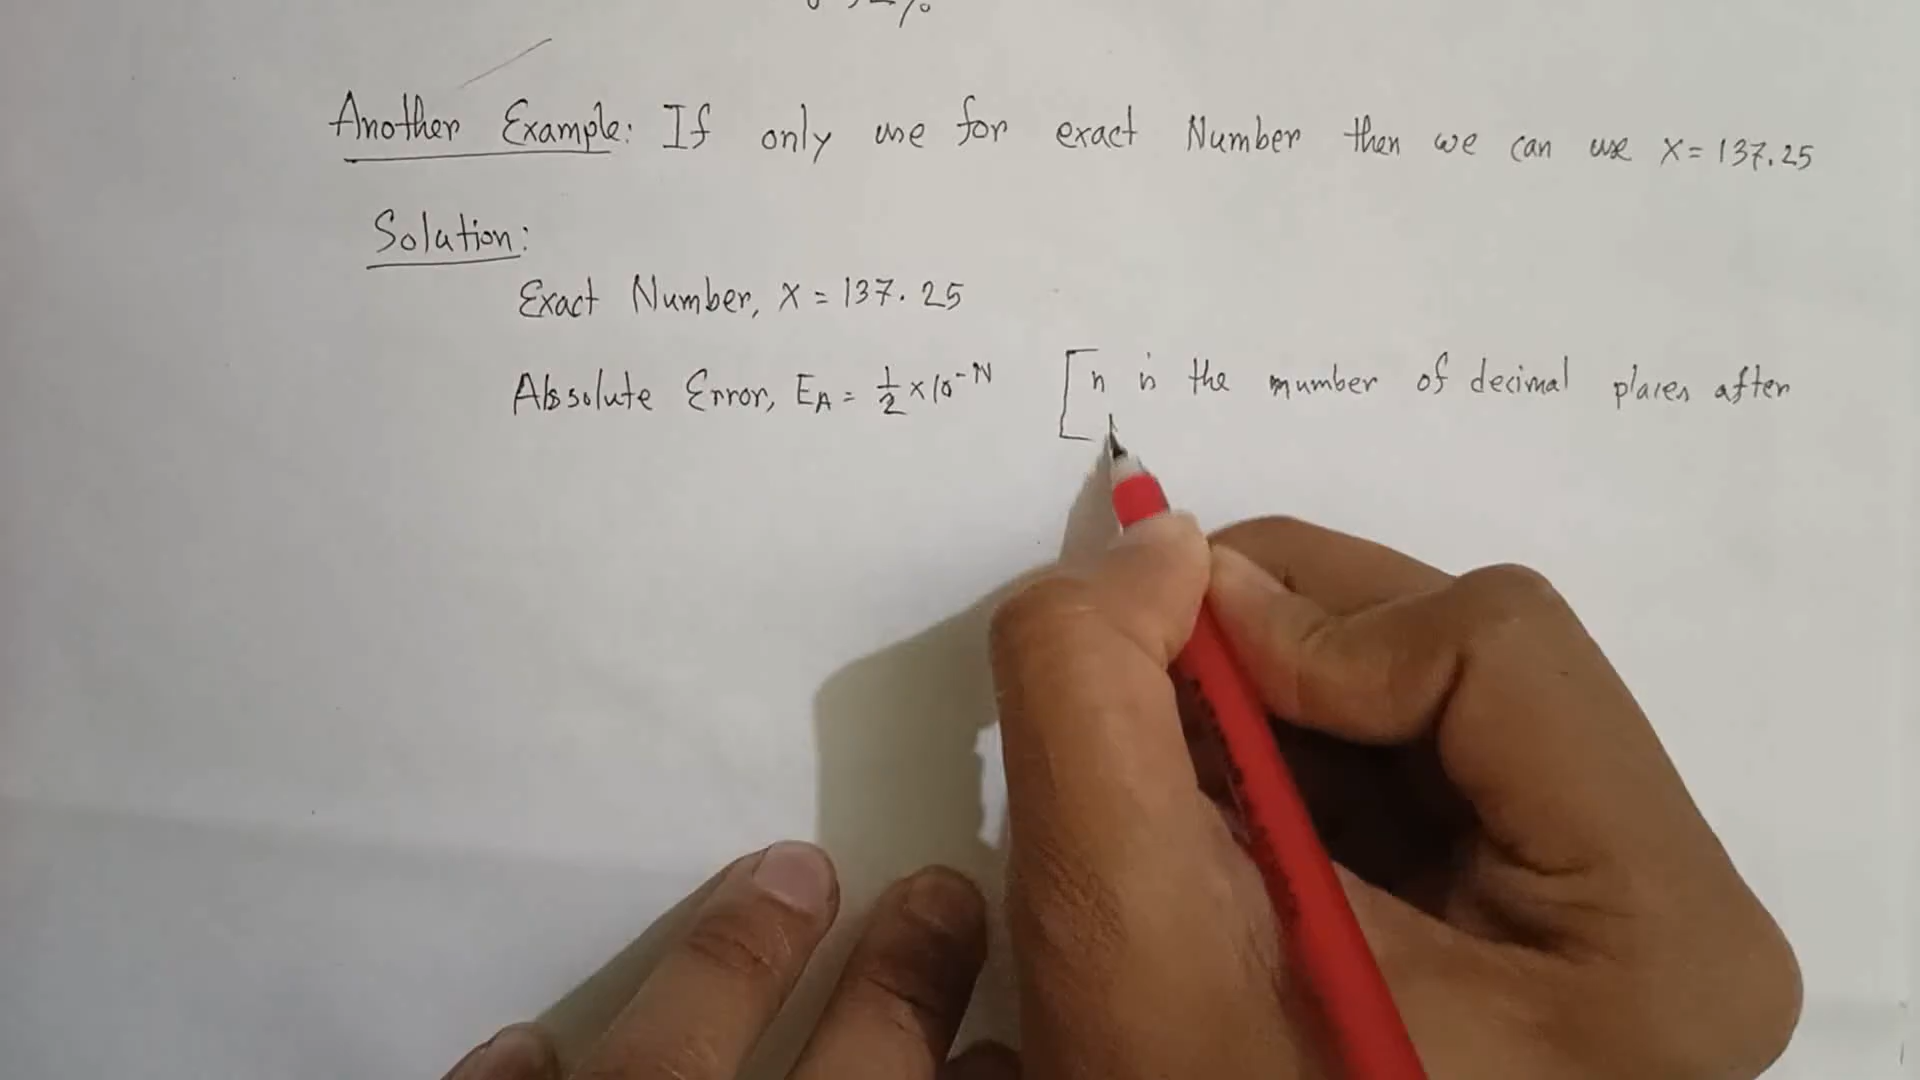 Another Example: If only use for exact Number then we can use x = 137.25
Solution:
Exact Number, x = 137.25
Absolute Error, E_A = 1/2 × 10^-N [n is the number of decimal places after